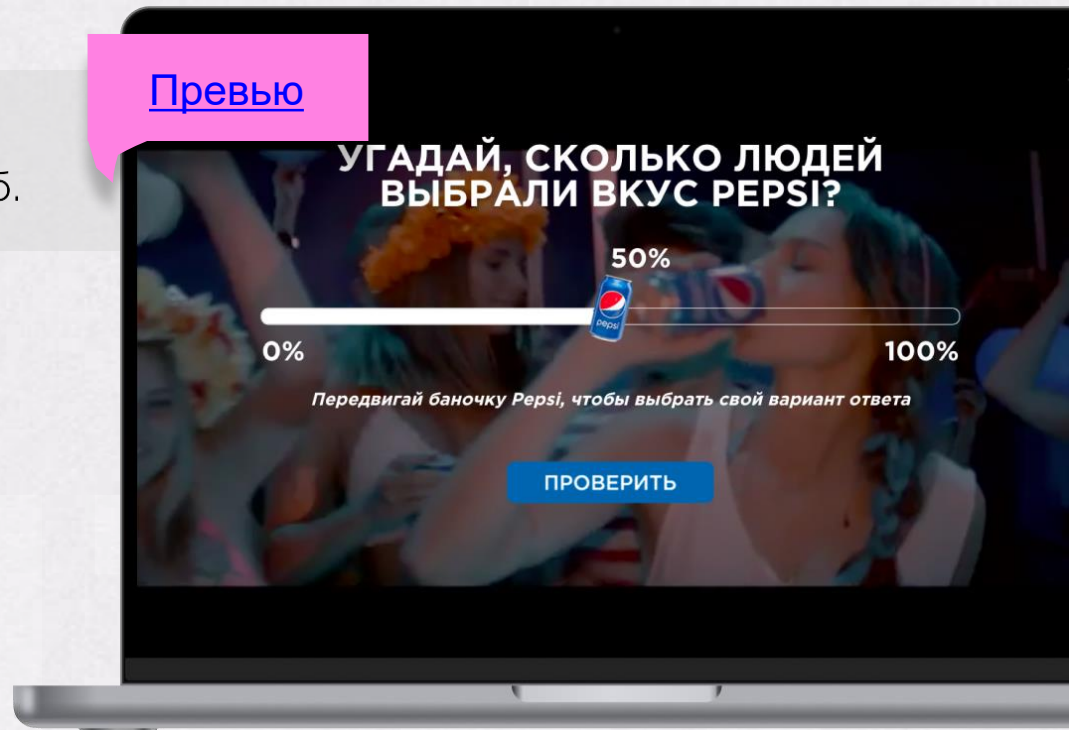 Превью
б.
УГАДАЙ, СКОЛЬКО ЛЮДЕЙ
ВЫБРАЛИ ВКУС PEPSI?
50%
pepsi
0%
100%
Передвигай баночку Pepsi, чтобы выбрать свой вариант ответа
ПРОВЕРИТЬ